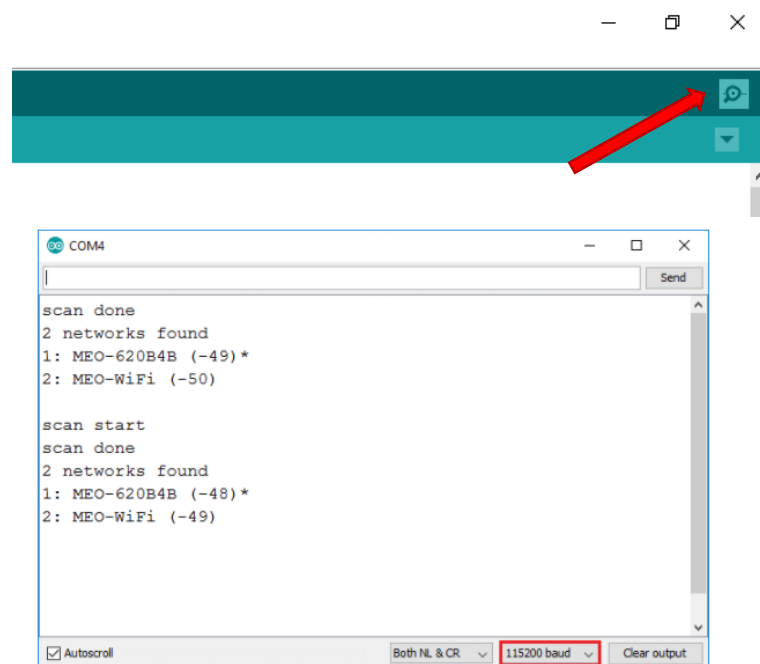 COM4
Send
scan done
2 networks found
1: MEO-620B4B (-49)*
2: MEO-WiFi (-50)
scan start
scan done
2 networks found
1: MEO-620B4B (-48)*
2: MEO-WiFi (-49)
Autoscroll
Both NL & CR
115200 baud
Clear output